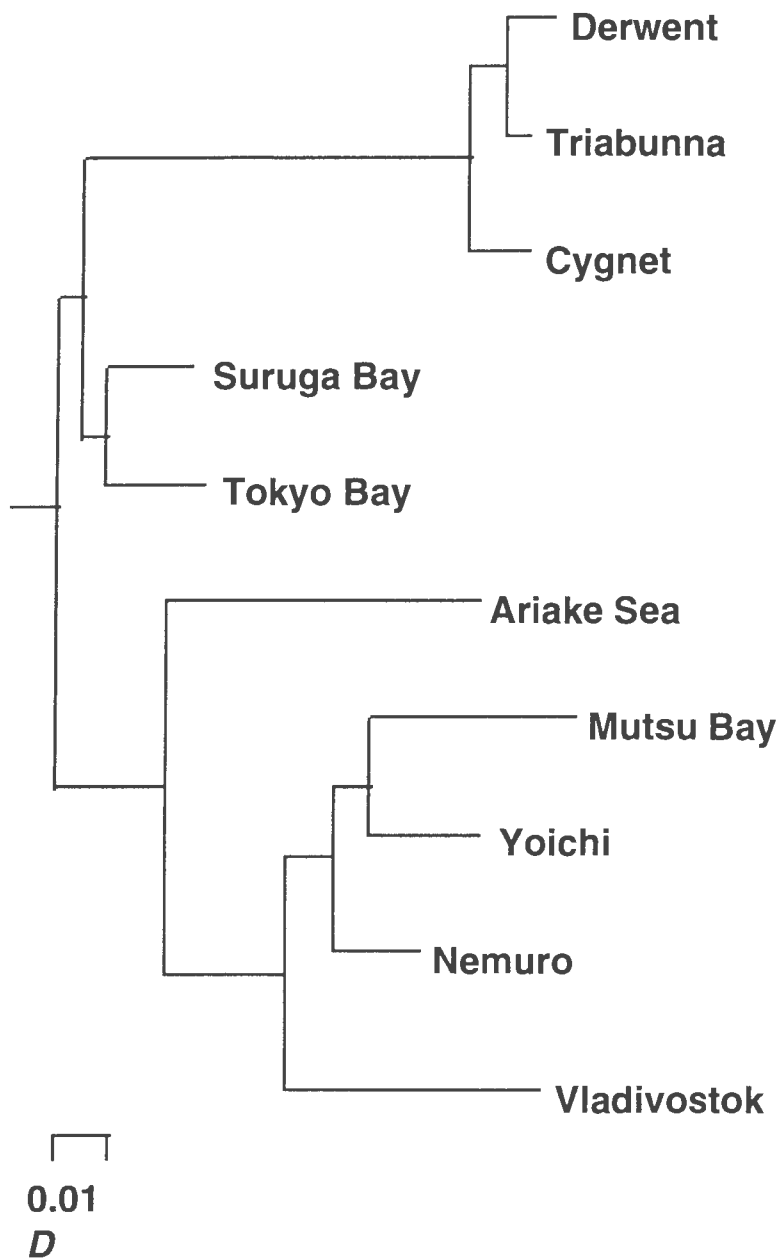 Derwent
Triabunna
Cygnet
Suruga Bay
Tokyo Bay
Ariake Sea
Mutsu Bay
Yoichi
Nemuro
Vladivostok
0.01
D